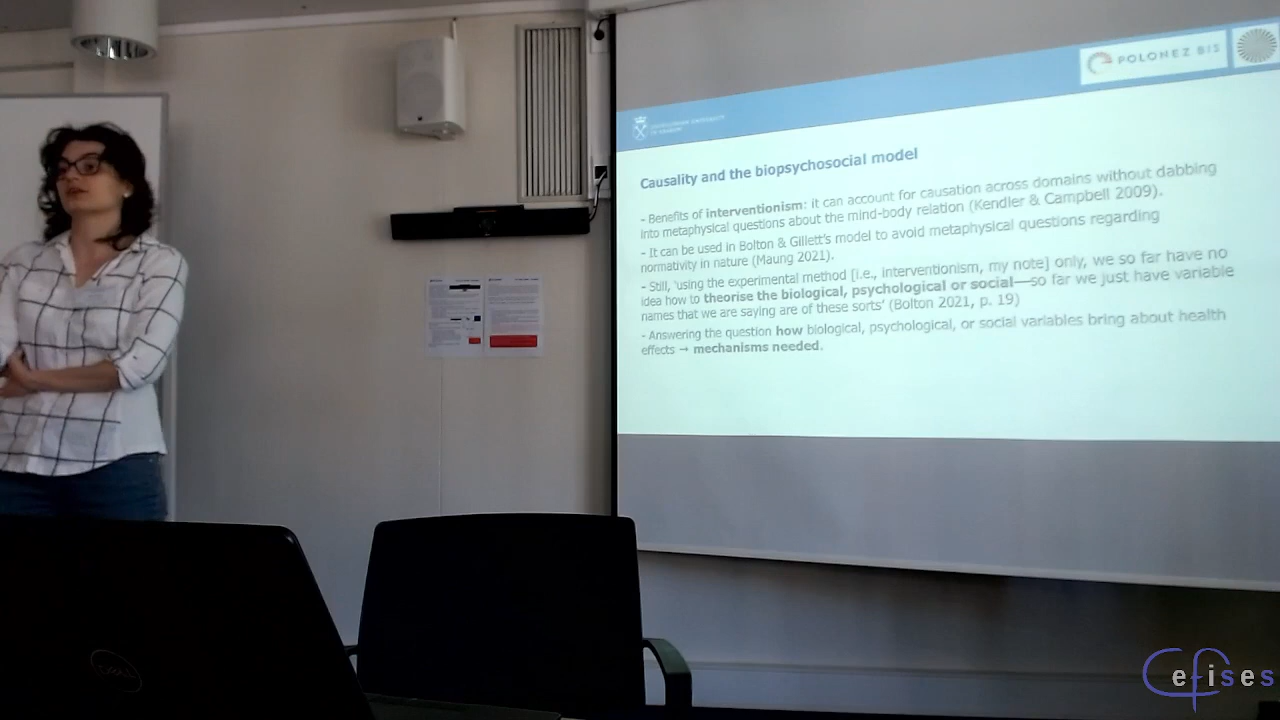 POLONEZ BIS
Causality and the biopsychosocial model
- Benefits of interventionism: it can account for causation across domains without dabbing
into metaphysical questions about the mind-body relation (Kendler & Campbell 2009).
- It can be used in Bolton & Gillett's model to avoid metaphysical questions regarding
normativity in nature (Maung 2021).
- Still, 'using the experimental method [i.e., interventionism, my note] only, we so far have no
idea how to theorise the biological, psychological or social—so far we just have variable
names that we are saying are of these sorts' (Bolton 2021, p. 19)
- Answering the question how biological, psychological, or social variables bring about health
effects → mechanisms needed.
DELL
Cefises